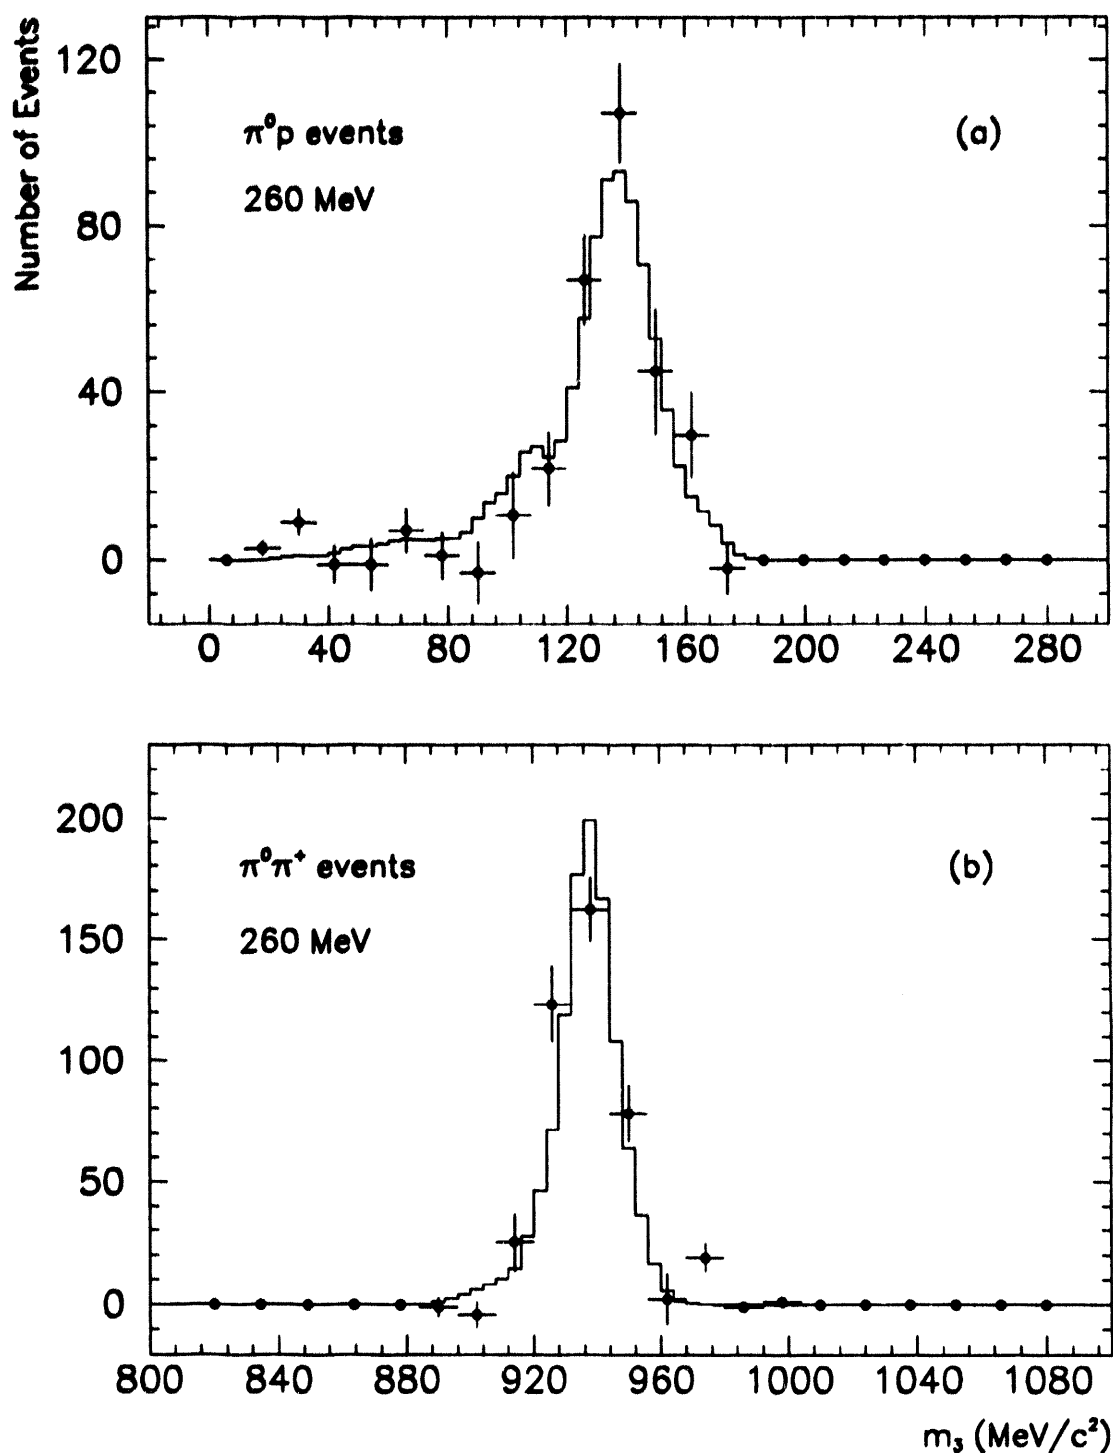 Number of Events
120
80
40
0
π⁰p events
260 MeV
(a)
0 40 80 120 160 200 240 280
200
150
100
50
0
π⁰π⁺ events
260 MeV
(b)
800 840 880 920 960 1000 1040 1080
m₃ (MeV/c²)